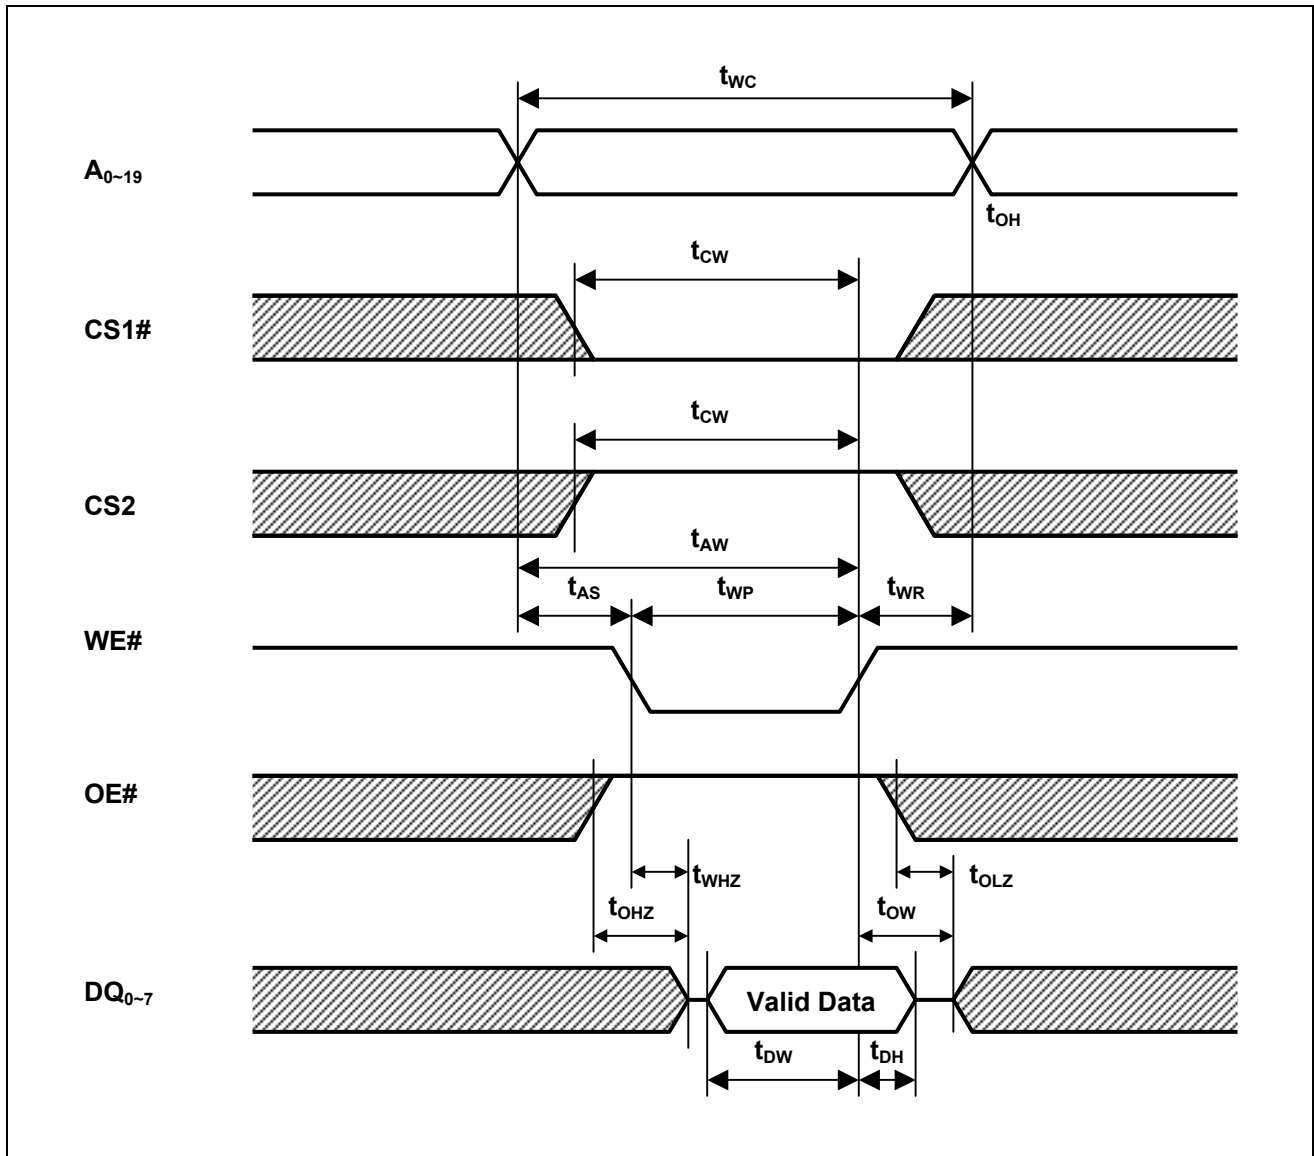 tWC
A0~19
tOH
tCW
CS1#
tCW
CS2
tAW
tAS
tWP
tWR
WE#
OE#
tWHZ
tOLZ
tOHZ
tOW
DQ0~7
Valid Data
tDW
tDH